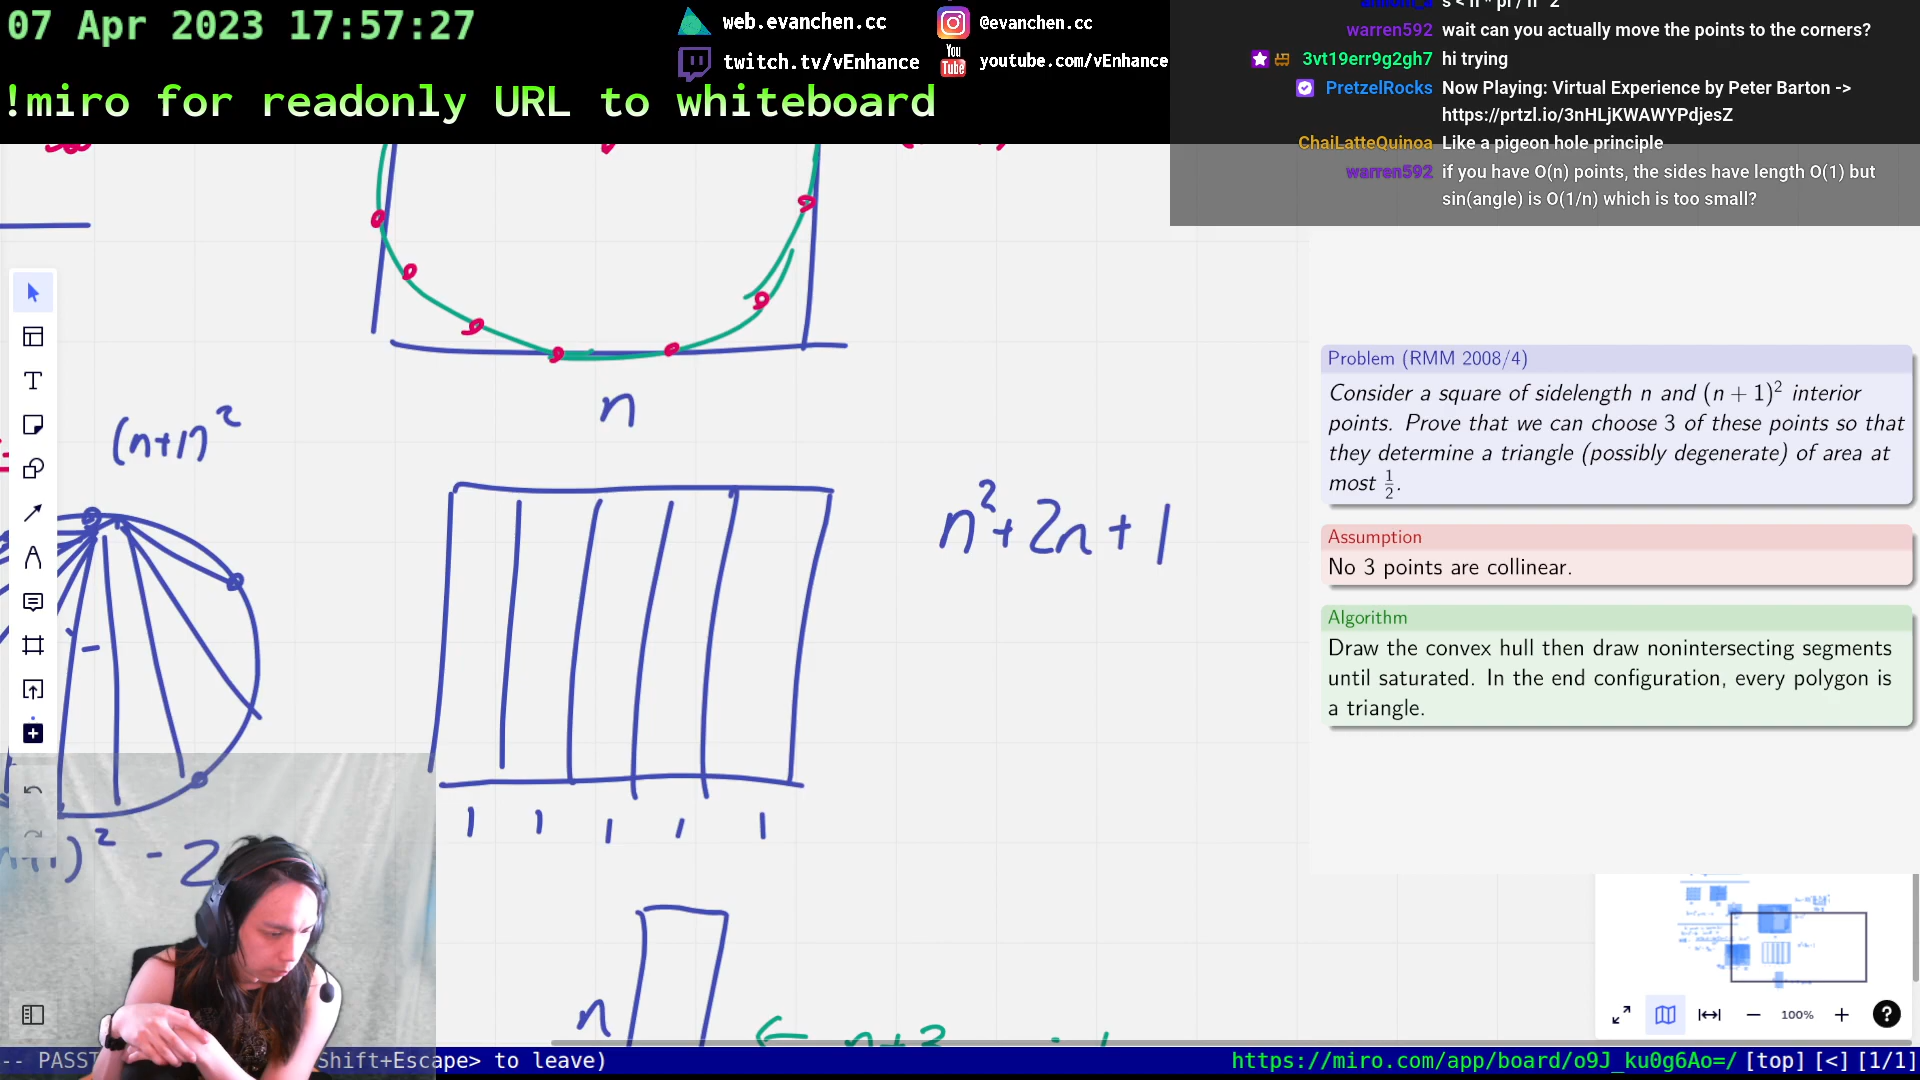 07 Apr 2023 17:57:27
!miro for readonly URL to whiteboard
web.evanchen.cc
@evanchen.cc
twitch.tv/vEnhance
You Tube
youtube.com/vEnhance
warren592 wait can you actually move the points to the corners?
3vt19err9g2gh7 hi trying
PretzelRocks Now Playing: Virtual Experience by Peter Barton ->
https://prtzl.io/3nHLjKWAWYPdjesZ
ChaiLatteQuinoa Like a pigeon hole principle
warren592 if you have O(n) points, the sides have length O(1) but
sin(angle) is O(1/n) which is too small?
n
(n+1)²
n²+2n+1
1 1 1 1 1
² - 2
n
Problem (RMM 2008/4)
Consider a square of sidelength n and (n + 1)² interior
points. Prove that we can choose 3 of these points so that
they determine a triangle (possibly degenerate) of area at
most 1/2.
Assumption
No 3 points are collinear.
Algorithm
Draw the convex hull then draw nonintersecting segments
until saturated. In the end configuration, every polygon is
a triangle.
100%
-- PASST
Shift+Escape> to leave)
https://miro.com/app/board/o9J_ku0g6Ao=/ [top] [<] [1/1]